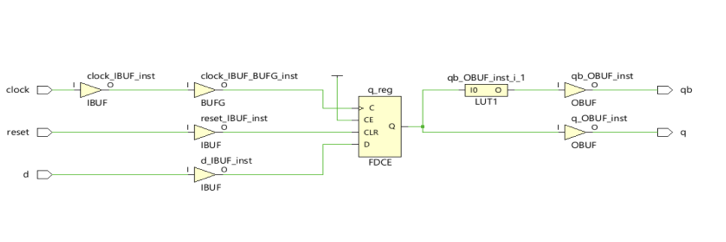 clock_IBUF_inst
clock_IBUF_BUFG_inst
qb_OBUF_inst_i_1
qb_OBUF_inst
clock
I
O
I
O
q_reg
I0
O
I
O
qb
IBUF
BUFG
LUT1
OBUF
C
reset_IBUF_inst
CE
q_OBUF_inst
reset
I
O
CLR
Q
I
O
q
IBUF
D
OBUF
d_IBUF_inst
FDCE
d
I
O
IBUF